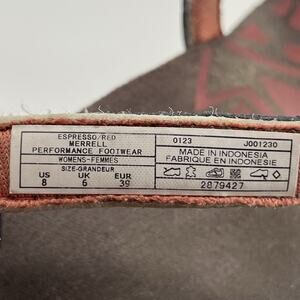 ESPRESSO/RED
MERRELL
PERFORMANCE FOOTWEAR
WOMENS-FEMMES
SIZE-GRANDEUR
US UK EUR
8 6 39
0123 J001230
MADE IN INDONESIA
FABRIQUE EN INDONESIE
2879427